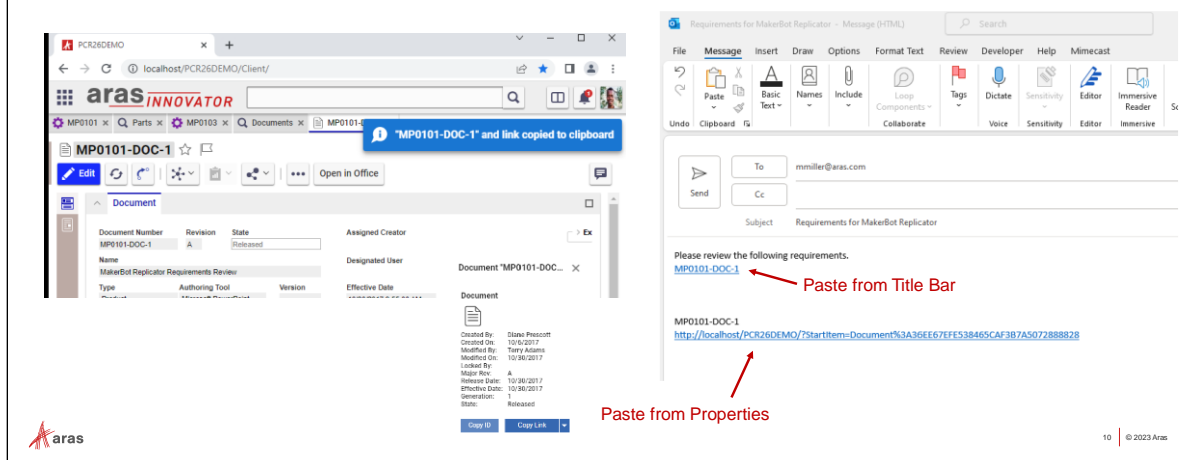 PCR26DEMO
localhost/PCR26DEMO/Client/
aras INNOVATOR
MP0101 x Parts x MP0103 x Documents x MP0101-
"MP0101-DOC-1" and link copied to clipboard
MP0101-DOC-1
Edit
Open in Office
Document
Document Number Revision State Assigned Creator
Ex
MP0101-DOC-1 A Released
Name Designated User
MakerBot Replicator Requirements Review
Type Authoring Tool Version Effective Date
Document "MP0101-DOC... ×
Document
Created By: Diane Prescott
Created On: 10/6/2017
Modified By: Terry Adams
Modified On: 10/30/2017
Locked By:
Major Rev: A
Release Date: 10/30/2017
Effective Date: 10/30/2017
Generation: 1
State: Released
Copy ID Copy Link
Requirements for MakerBot Replicator - Message (HTML)
Search
File Message Insert Draw Options Format Text Review Developer Help Mimecast
Paste Basic Text Names Include Loop Components Tags Dictate Sensitivity Editor Immersive Reader
Undo Clipboard Collaborate Voice Sensitivity Editor Immersive
Send
To mmiller@aras.com
Cc
Subject Requirements for MakerBot Replicator
Please review the following requirements.
MP0101-DOC-1
Paste from Title Bar
MP0101-DOC-1
http://localhost/PCR26DEMO/?StartItem=Document%3A36EE67EFE538465CAF3B7A5072888828
Paste from Properties
aras
10 © 2023 Aras